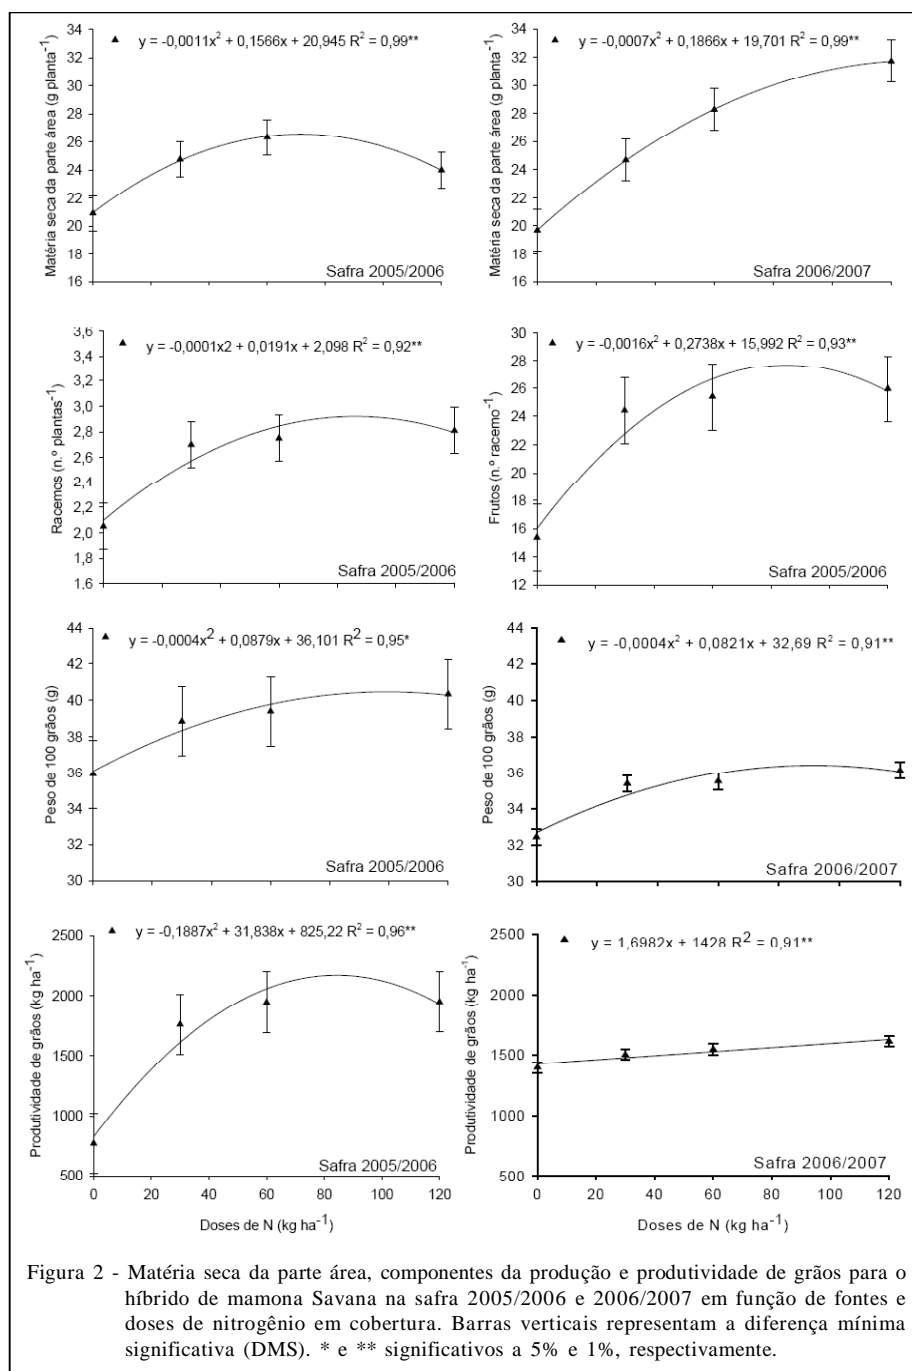 y = -0,0011x² + 0,1566x + 20,945 R² = 0,99**
Matéria seca da parte área (g planta⁻¹)
34
32
30
28
26
24
22
20
18
16
Safra 2005/2006
y = -0,0007x² + 0,1866x + 19,701 R² = 0,99**
Matéria seca da parte área (g planta⁻¹)
34
32
30
28
26
24
22
20
18
16
Safra 2006/2007
y = -0,0001x2 + 0,0191x + 2,098 R² = 0,92**
Racemos (n.º plantas⁻¹)
3,6
3,4
3,2
3,0
2,8
2,6
2,4
2,2
2,0
1,8
1,6
Safra 2005/2006
y = -0,0016x² + 0,2738x + 15,992 R² = 0,93**
Frutos (n.º racemo⁻¹)
30
28
26
24
22
20
18
16
14
12
Safra 2005/2006
y = -0,0004x² + 0,0879x + 36,101 R² = 0,95*
Peso de 100 grãos (g)
44
42
40
38
36
34
32
30
Safra 2005/2006
y = -0,0004x² + 0,0821x + 32,69 R² = 0,91**
Peso de 100 grãos (g)
44
42
40
38
36
34
32
30
Safra 2006/2007
y = -0,1887x² + 31,838x + 825,22 R² = 0,96**
Produtividade de grãos (kg ha⁻¹)
2500
2000
1500
1000
500
Safra 2005/2006
0 20 40 60 80 100 120
Doses de N (kg ha⁻¹)
y = 1,6982x + 1428 R² = 0,91**
Produtividade de grãos (kg ha⁻¹)
2500
2000
1500
1000
500
Safra 2006/2007
0 20 40 60 80 100 120
Doses de N (kg ha⁻¹)
Figura 2 - Matéria seca da parte área, componentes da produção e produtividade de grãos para o
híbrido de mamona Savana na safra 2005/2006 e 2006/2007 em função de fontes e
doses de nitrogênio em cobertura. Barras verticais representam a diferença mínima
significativa (DMS). * e ** significativos a 5% e 1%, respectivamente.